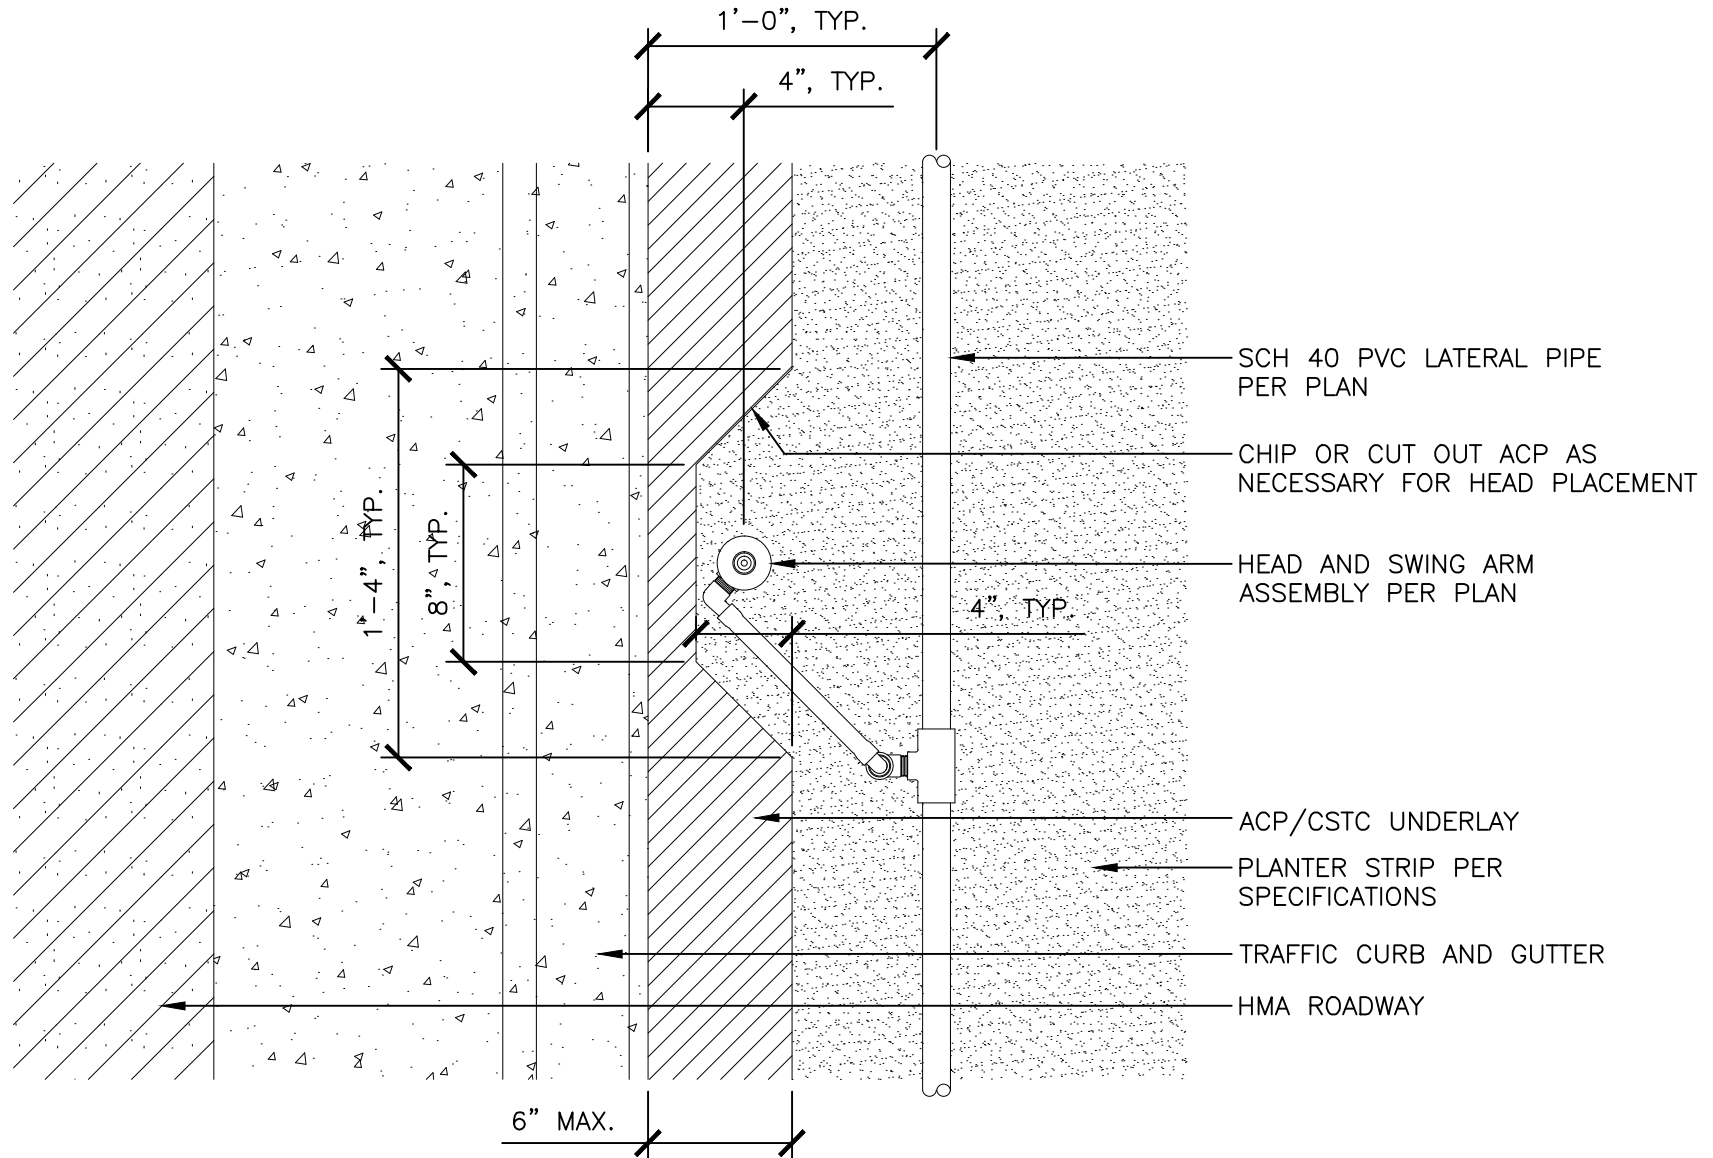 1'-0", TYP.
4", TYP.
SCH 40 PVC LATERAL PIPE
PER PLAN
CHIP OR CUT OUT ACP AS
NECESSARY FOR HEAD PLACEMENT
1'-4", TYP.
8", TYP.
HEAD AND SWING ARM
ASSEMBLY PER PLAN
4", TYP.
ACP/CSTC UNDERLAY
PLANTER STRIP PER
SPECIFICATIONS
TRAFFIC CURB AND GUTTER
HMA ROADWAY
6" MAX.